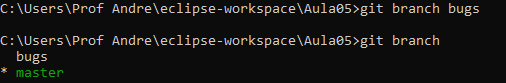 C:\Users\Prof Andre\eclipse-workspace\Aula05>git branch bugs
C:\Users\Prof Andre\eclipse-workspace\Aula05>git branch
  bugs
* master